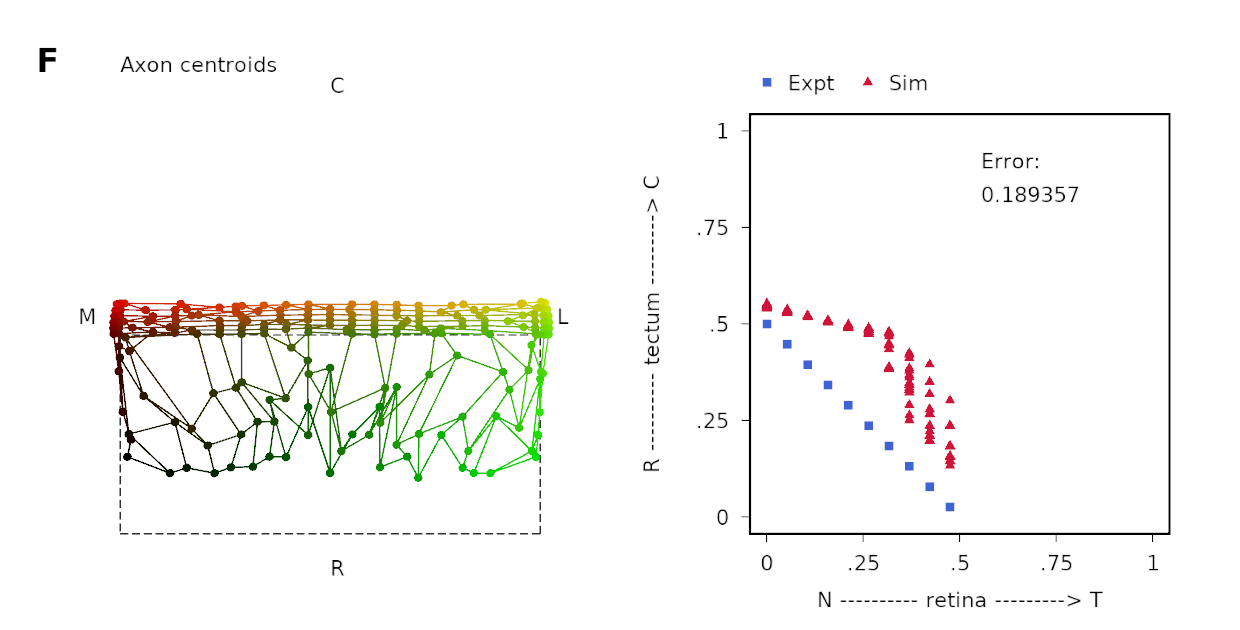 F
Axon centroids
C
M
L
R
Expt
Sim
Error:
0.189357
1
.75
.5
.25
0
R --------- tectum ---------> C
0
.25
.5
.75
1
N ---------- retina ---------> T